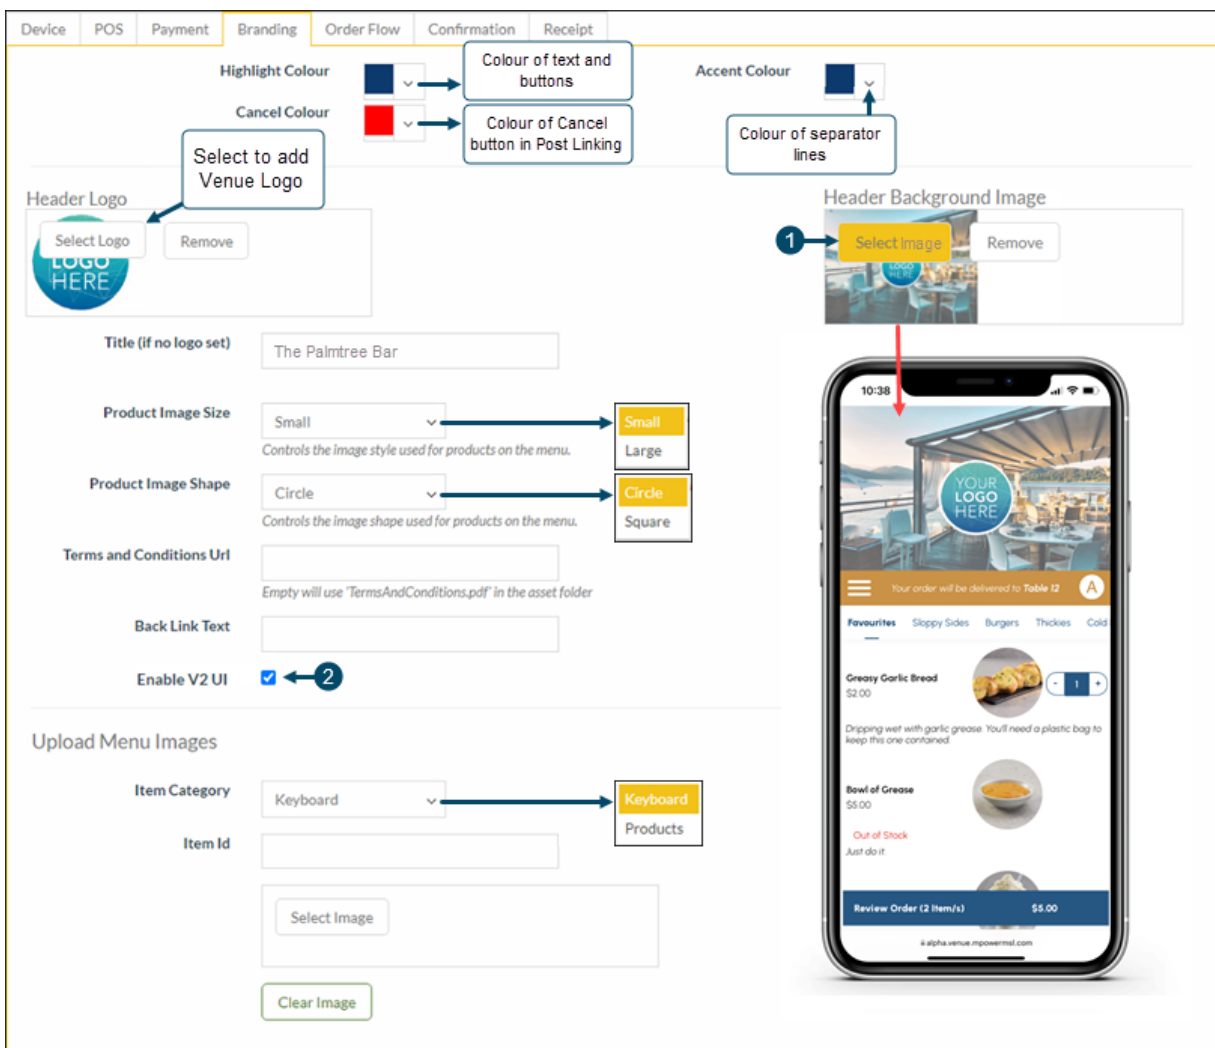 Device POS Payment Branding Order Flow Confirmation Receipt
Highlight Colour
Colour of text and
buttons
Accent Colour
Cancel Colour
Colour of Cancel
button in Post Linking
Colour of separator
lines
Select to add
Venue Logo
Header Logo
Select Logo Remove
LOGO
HERE
Header Background Image
1
Select Image Remove
LOGO
Title (if no logo set)
The Palmtree Bar
Product Image Size
Small
Small
Large
Controls the image style used for products on the menu.
Product Image Shape
Circle
Circle
Square
Controls the image shape used for products on the menu.
Terms and Conditions Url
Empty will use 'TermsAndConditions.pdf' in the asset folder
Back Link Text
Enable V2 UI
2
Upload Menu Images
Item Category
Keyboard
Keyboard
Products
Item Id
Select Image
Clear Image
10:38
YOUR
LOGO
HERE
Your order will be delivered to Table 12 A
Favourites Sloppy Sides Burgers Thickies Cold
Greasy Garlic Bread
$2.00
- 1 +
Dripping wet with garlic grease. You'll need a plastic bag to
keep this one contained.
Bowl of Grease
$5.00
Out of Stock
Just do it.
Review Order (2 Item/s) $5.00
alpha.venue.mpowermsl.com